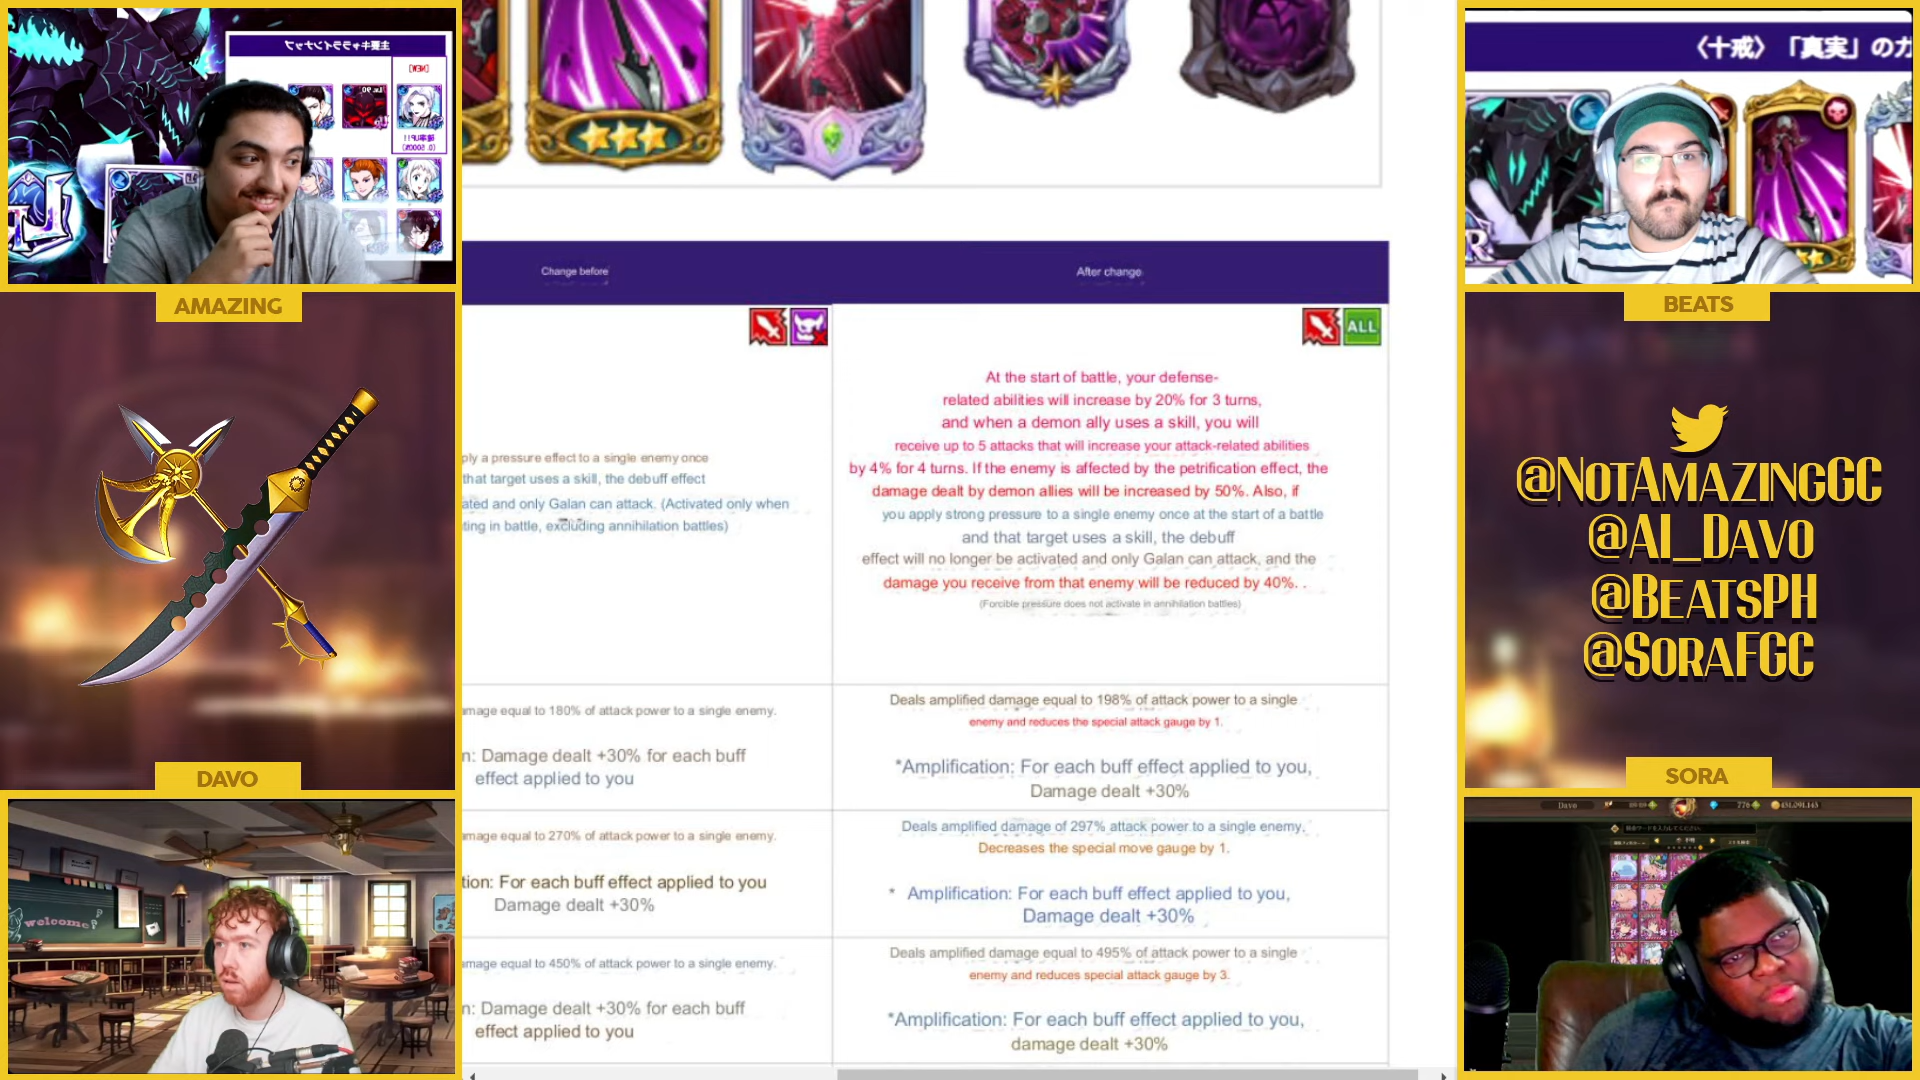 AMAZING
DAVO
welcome
Change before
After change
ALL
ply a pressure effect to a single enemy once
that target uses a skill, the debuff effect
ated and only Galan can attack. (Activated only when
ting in battle, excluding annihilation battles)
At the start of battle, your defense-
related abilities will increase by 20% for 3 turns,
and when a demon ally uses a skill, you will
receive up to 5 attacks that will increase your attack-related abilities
by 4% for 4 turns. If the enemy is affected by the petrification effect, the
damage dealt by demon allies will be increased by 50%. Also, if
you apply strong pressure to a single enemy once at the start of a battle
and that target uses a skill, the debuff
effect will no longer be activated and only Galan can attack, and the
damage you receive from that enemy will be reduced by 40%. .
(Forcible pressure does not activate in annihilation battles)
amage equal to 180% of attack power to a single enemy.
n: Damage dealt +30% for each buff
effect applied to you
Deals amplified damage equal to 198% of attack power to a single
enemy and reduces the special attack gauge by 1.
*Amplification: For each buff effect applied to you,
Damage dealt +30%
amage equal to 270% of attack power to a single enemy.
tion: For each buff effect applied to you
Damage dealt +30%
Deals amplified damage of 297% attack power to a single enemy.
Decreases the special move gauge by 1.
* Amplification: For each buff effect applied to you,
Damage dealt +30%
amage equal to 450% of attack power to a single enemy.
n: Damage dealt +30% for each buff
effect applied to you
Deals amplified damage equal to 495% of attack power to a single
enemy and reduces special attack gauge by 3.
*Amplification: For each buff effect applied to you,
damage dealt +30%
〈十戒〉「真実」のガ
BEATS
@NOTAMAZINGGC
@AI_DAVO
@BEATSPH
@SORAFGC
SORA
Davo
776
431,091,143